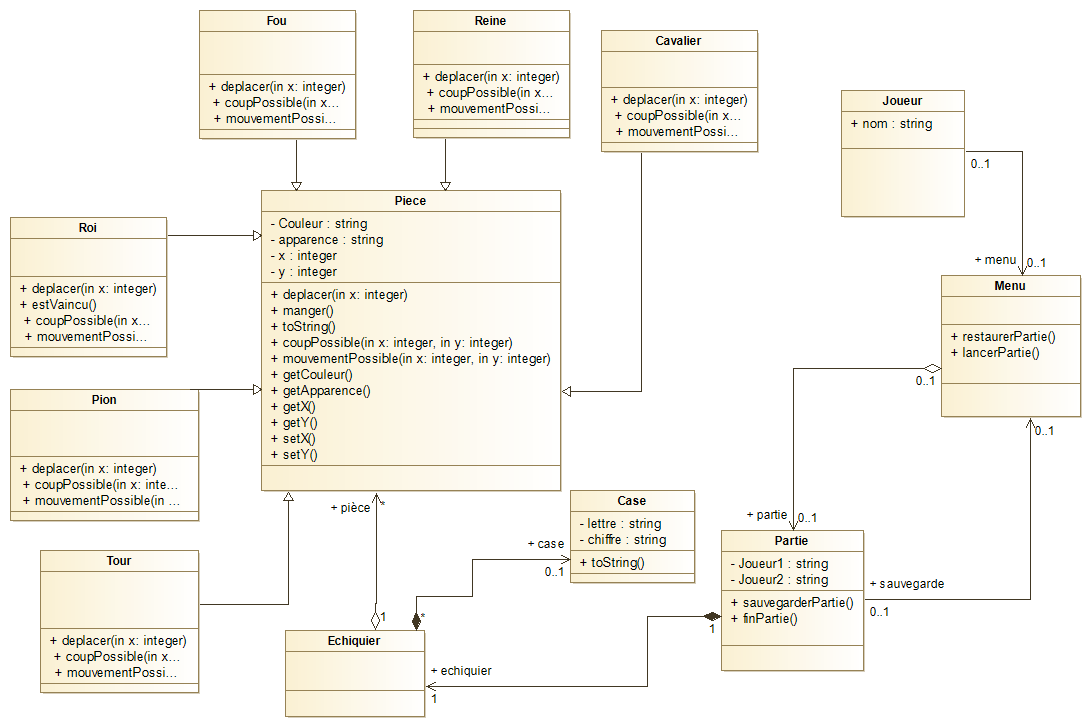 Fou
+ deplacer(in x: integer)
+ coupPossible(in x...
+ mouvementPossi...
Reine
+ deplacer(in x: integer)
+ coupPossible(in x...
+ mouvementPossi...
Cavalier
+ deplacer(in x: integer)
+ coupPossible(in x...
+ mouvementPossi...
Joueur
+ nom : string
0..1
+ menu
0..1
Menu
+ restaurerPartie()
+ lancerPartie()
0..1
0..1
Piece
- Couleur : string
- apparence : string
- x : integer
- y : integer
+ deplacer(in x: integer)
+ manger()
+ toString()
+ coupPossible(in x: integer, in y: integer)
+ mouvementPossible(in x: integer, in y: integer)
+ getCouleur()
+ getApparence()
+ getX()
+ getY()
+ setX()
+ setY()
Roi
+ deplacer(in x: integer)
+ estVaincu()
+ coupPossible(in x...
+ mouvementPossi...
Pion
+ deplacer(in x: integer)
+ coupPossible(in x: inte...
+ mouvementPossible(in ...
Tour
+ deplacer(in x: integer)
+ coupPossible(in x...
+ mouvementPossi...
+ pièce
*
1
*
+ case
0..1
Case
- lettre : string
- chiffre : string
+ toString()
+ partie
0..1
Partie
- Joueur1 : string
- Joueur2 : string
+ sauvegarderPartie()
+ finPartie()
+ sauvegarde
0..1
1
Echiquier
+ echiquier
1